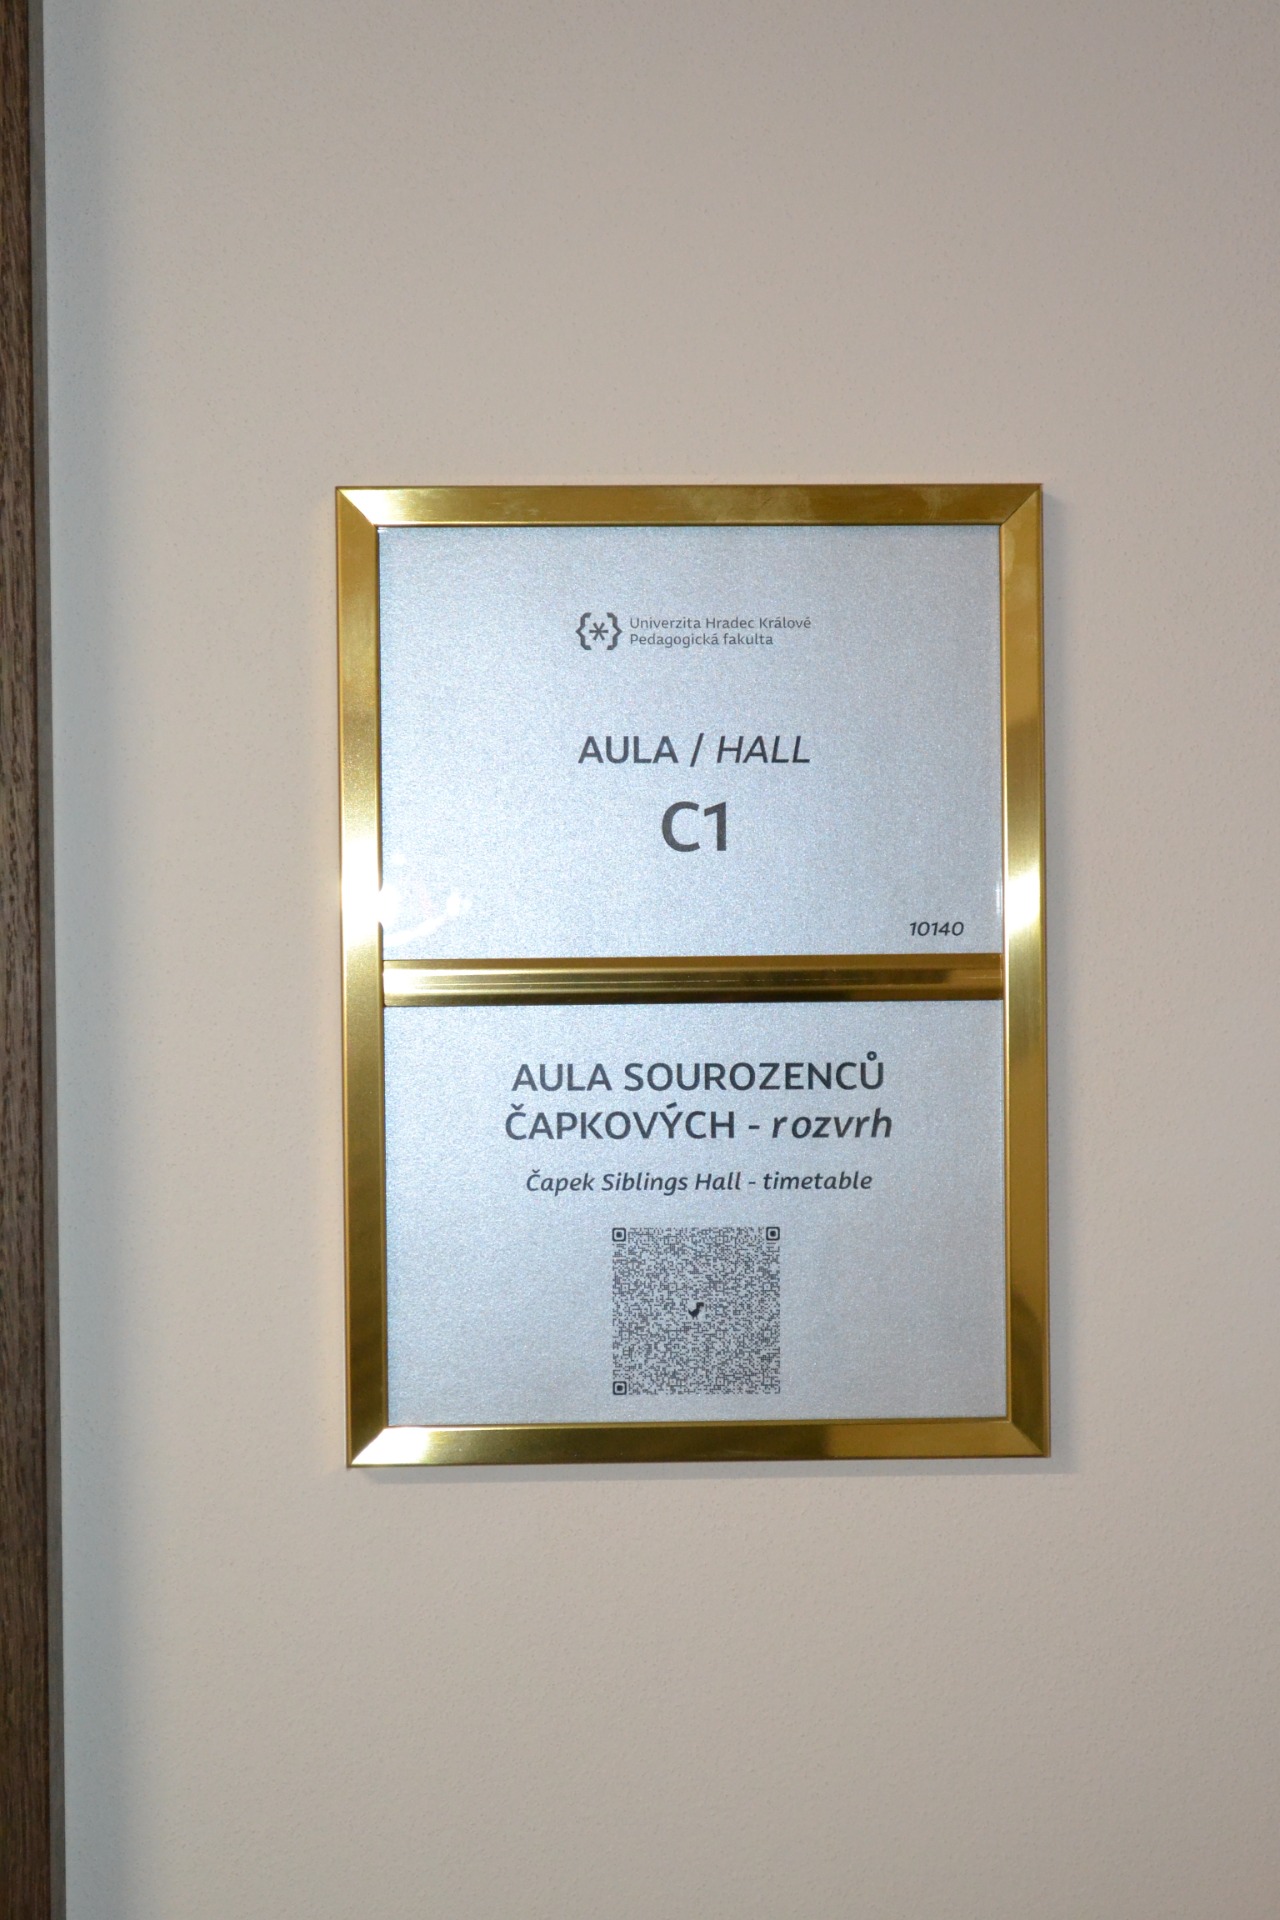 Univerzita Hradec Králové
Pedagogická fakulta
AULA / HALL
C1
10140
AULA SOUROZENCŮ
ČAPKOVÝCH - rozvrh
Čapek Siblings Hall - timetable